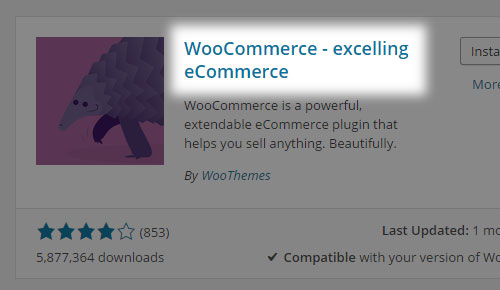 WooCommerce - excelling
eCommerce
Insta
WooCommerce is a powerful,
extendable eCommerce plugin that
helps you sell anything. Beautifully.
More
By WooThemes
(853)
5,877,364 downloads
Last Updated: 1 mo
✔ Compatible with your version of Wo